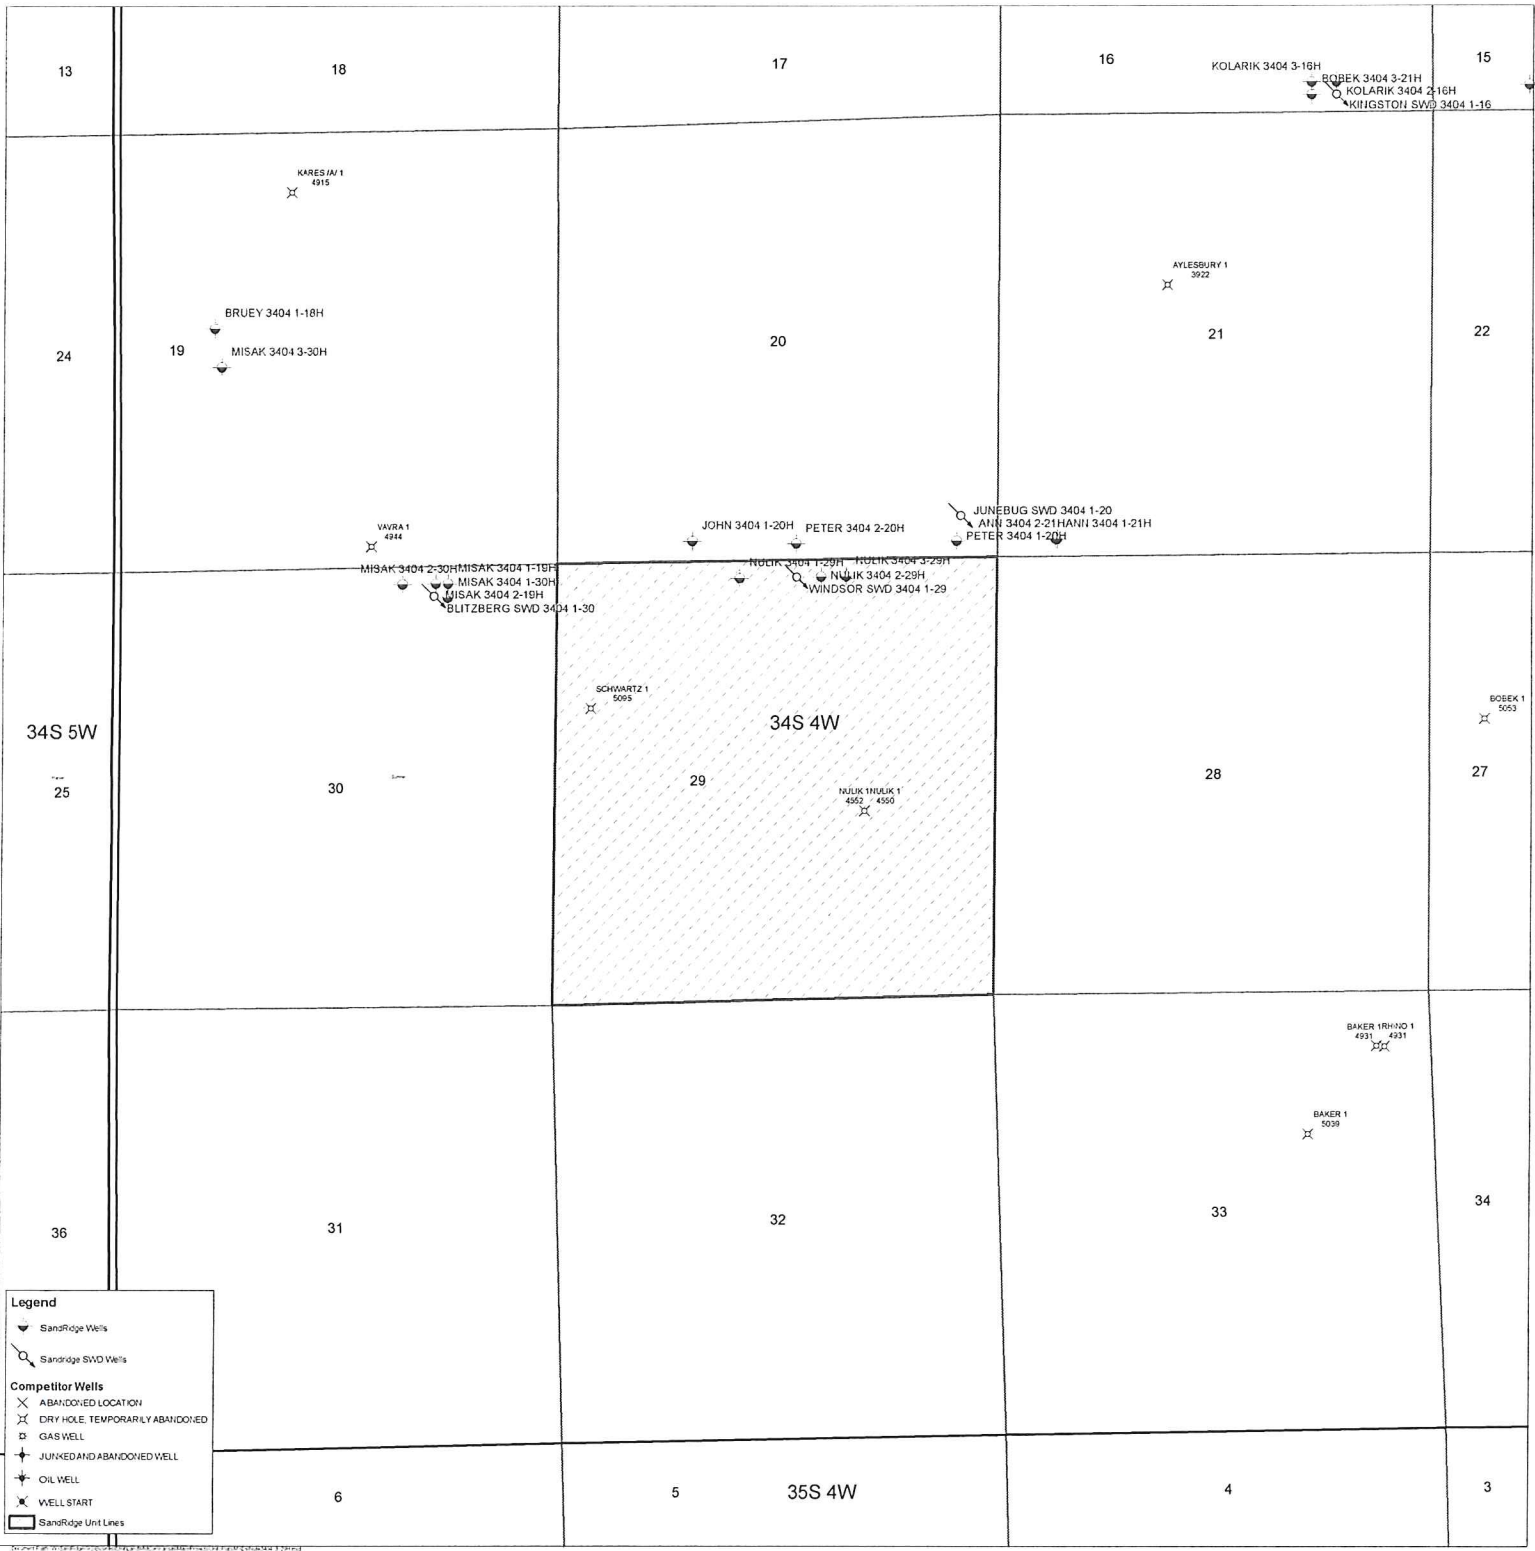 13
18
17
16
15
KOLARIK 3404 3-16H
BOBEK 3404 3-21H
KOLARIK 3404 2-16H
KINGSTON SWD 3404 1-16
KARES /A/ 1
4915
AYLESBURY 1
3922
BRUEY 3404 1-18H
24
19
MISAK 3404 3-30H
20
21
22
JUNEBUG SWD 3404 1-20
ANN 3404 2-21H ANN 3404 1-21H
PETER 3404 1-20H
JOHN 3404 1-20H
PETER 3404 2-20H
VAVRA 1
4944
MISAK 3404 2-30H MISAK 3404 1-19H
MISAK 3404 1-30H
MISAK 3404 2-19H
BLITZBERG SWD 3404 1-30
NULIK 3404 1-29H
NULIK 3404 3-29H
NULIK 3404 2-29H
WINDSOR SWD 3404 1-29
SCHWARTZ 1
5095
34S 4W
BOBEK 1
5053
34S 5W
25
30
29
NULIK 1 NULIK 1
4552 4550
28
27
BAKER 1 RHINO 1
4931 4931
BAKER 1
5039
36
31
32
33
34
Legend
SandRidge Wells
Sandridge SWD Wells
Competitor Wells
ABANDONED LOCATION
DRY HOLE, TEMPORARILY ABANDONED
GAS WELL
JUNKED AND ABANDONED WELL
OIL WELL
WELL START
SandRidge Unit Lines
6
5
35S 4W
4
3